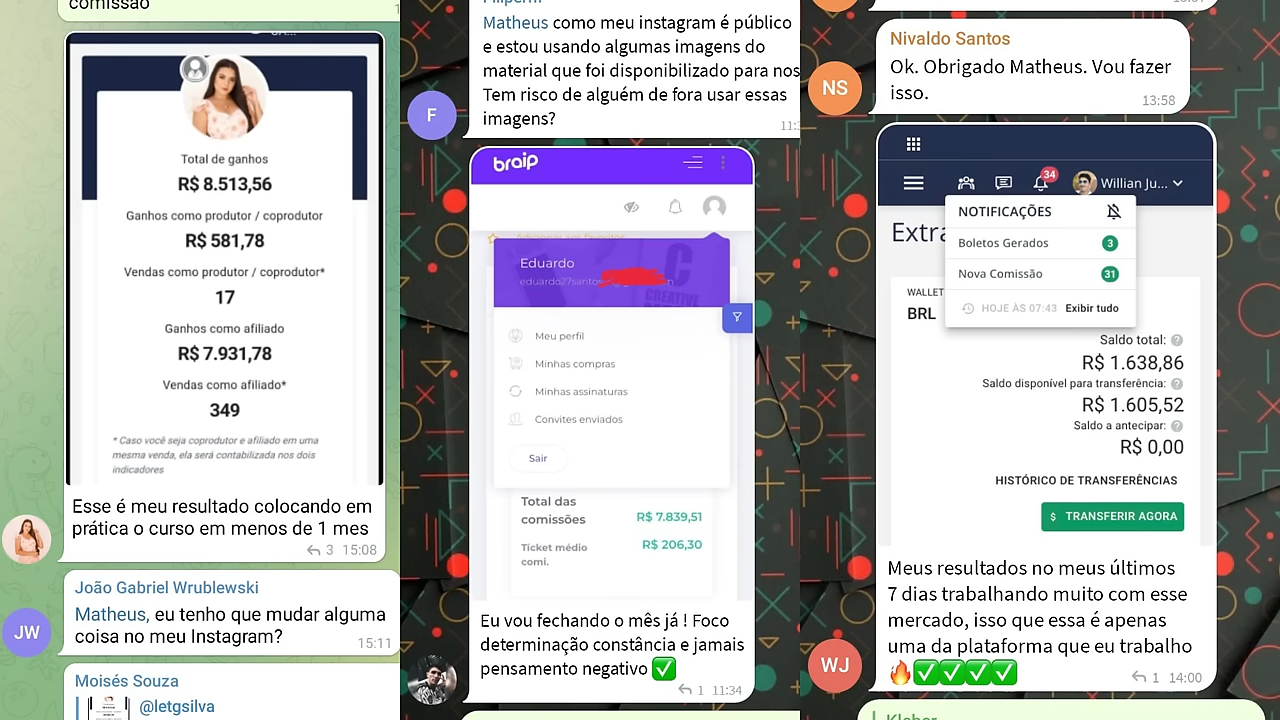 comissão
Total de ganhos
R$ 8.513,56
Ganhos como produtor / coprodutor
R$ 581,78
Vendas como produtor / coprodutor*
17
Ganhos como afiliado
R$ 7.931,78
Vendas como afiliado*
349
* Caso você seja coprodutor e afiliado em uma
mesma venda, ela será contabilizada nos dois
indicadores
Esse é meu resultado colocando em
prática o curso em menos de 1 mes
3 15:08
João Gabriel Wrublewski
JW
Matheus, eu tenho que mudar alguma
coisa no meu Instagram?
15:11
Moisés Souza
@letgsilva
Matheus como meu instagram é público
e estou usando algumas imagens do
material que foi disponibilizado para nos
Tem risco de alguém de fora usar essas
imagens?
F
braip
Adicionar aos favoritos
Eduardo
eduardo27santos
CREATIVE
Meu perfil
Minhas compras
Minhas assinaturas
Convites enviados
Sair
Total das
comissões
R$ 7.839,51
Ticket médio
comi.
R$ 206,30
Eu vou fechando o mês já ! Foco
determinação constância e jamais
pensamento negativo ✅
1 11:34
Nivaldo Santos
NS
Ok. Obrigado Matheus. Vou fazer
isso.
13:58
34
Willian Ju...
Extra
NOTIFICAÇÕES
Boletos Gerados 3
Nova Comissão 31
HOJE ÀS 07:43 Exibir tudo
WALLET
BRL
Saldo total:
R$ 1.638,86
Saldo disponível para transferência:
R$ 1.605,52
Saldo a antecipar:
R$ 0,00
HISTÓRICO DE TRANSFERÊNCIAS
$ TRANSFERIR AGORA
Meus resultados no meus últimos
7 dias trabalhando muito com esse
mercado, isso que essa é apenas
uma da plataforma que eu trabalho
🔥✅✅✅✅
WJ
1 14:00